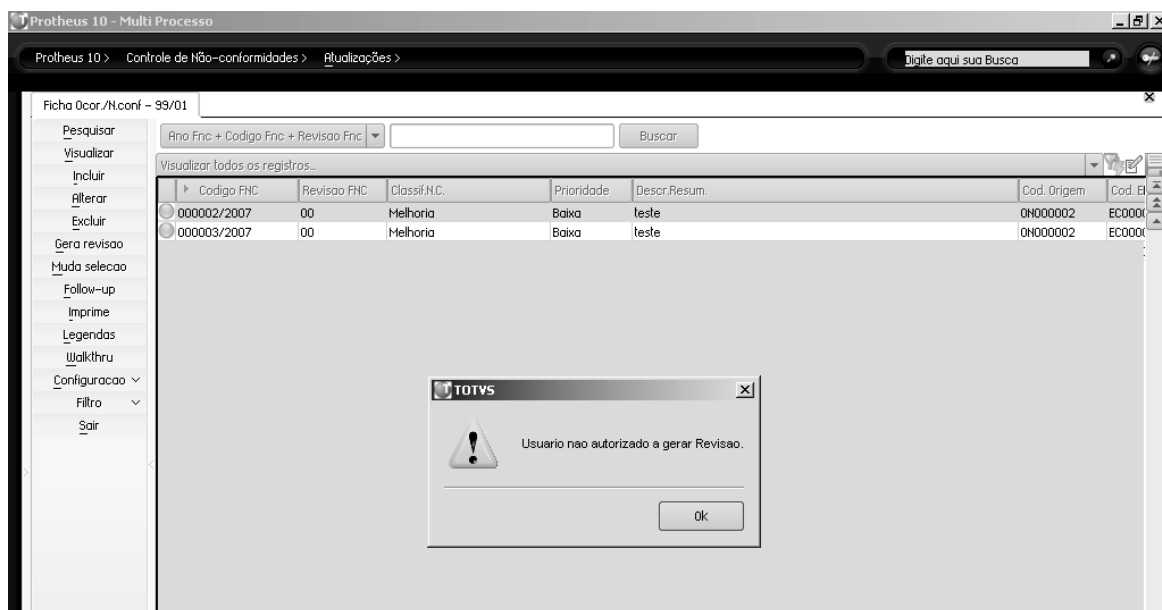 Protheus 10 - Multi Processo
Protheus 10 > Controle de Não-conformidades > Atualizações >
Digite aqui sua Busca
Ficha Ocor./N.conf - 99/01
Pesquisar
Visualizar
Incluir
Alterar
Excluir
Gera revisao
Muda selecao
Follow-up
Imprime
Legendas
Walkthru
Configuracao
Filtro
Sair
Ano Fnc + Codigo Fnc + Revisao Fnc Buscar
Visualizar todos os registros...
Codigo FNC Revisao FNC Classif.N.C. Prioridade Descr.Resum. Cod. Origem Cod.
000002/2007 00 Melhoria Baixa teste 0N000002
000003/2007 00 Melhoria Baixa teste 0N000002
TOTVS
Usuario nao autorizado a gerar Revisao.
Ok